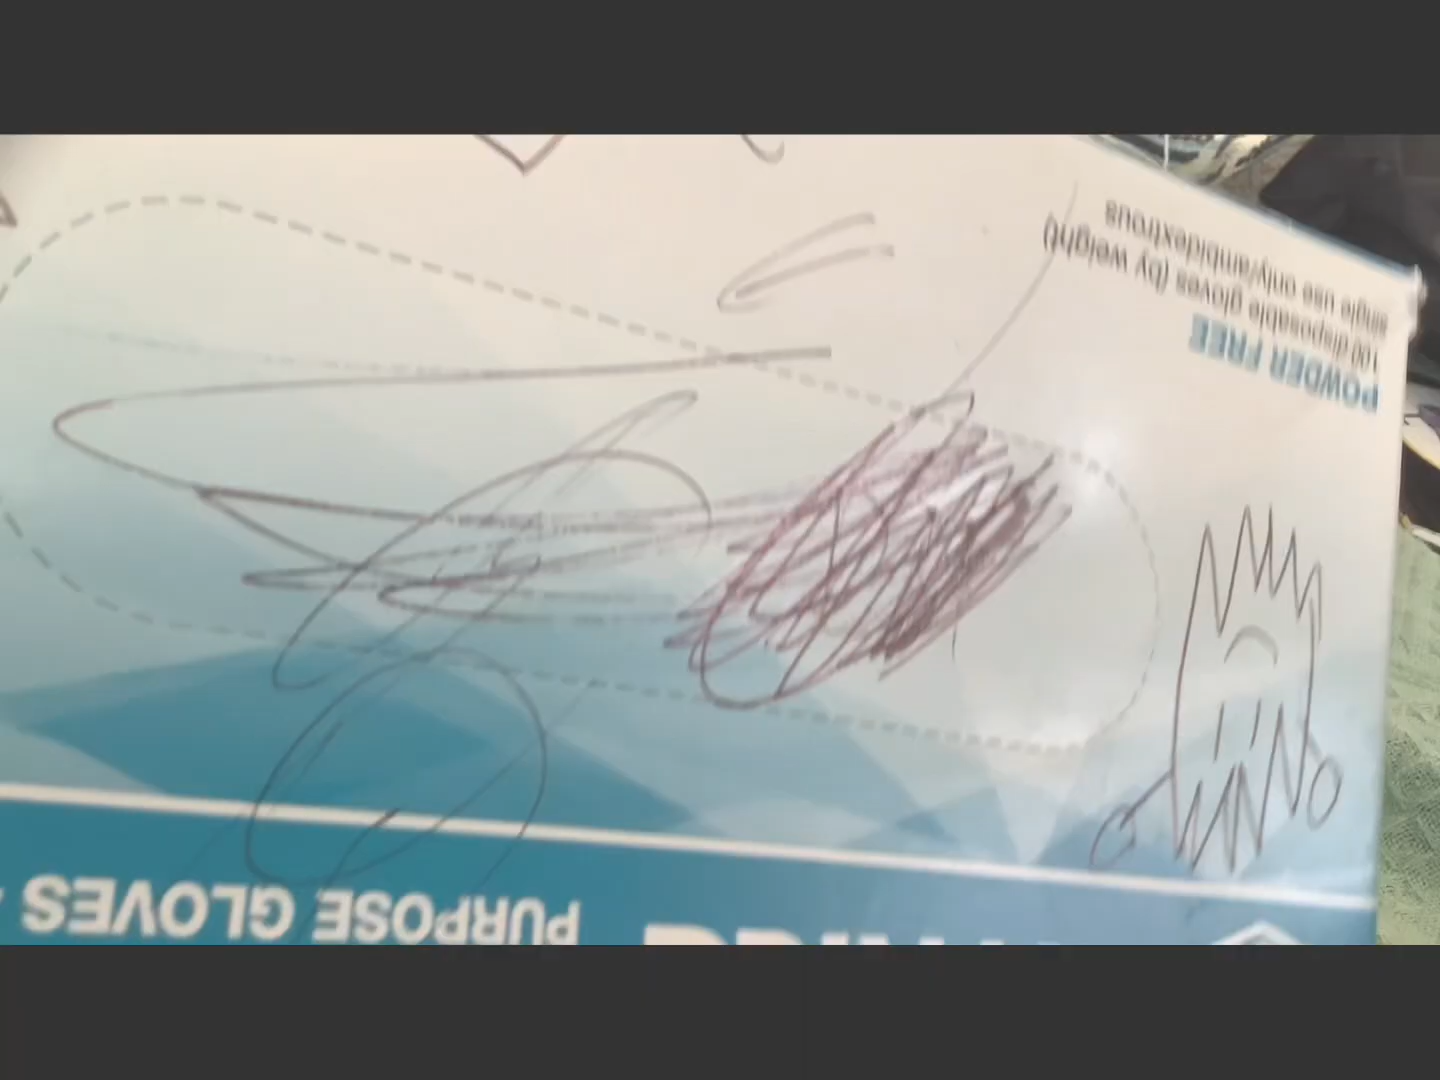 PURPOSE GLOVES
POWDER FREE
100 disposable gloves (by weight)
single use only/ambidextrous